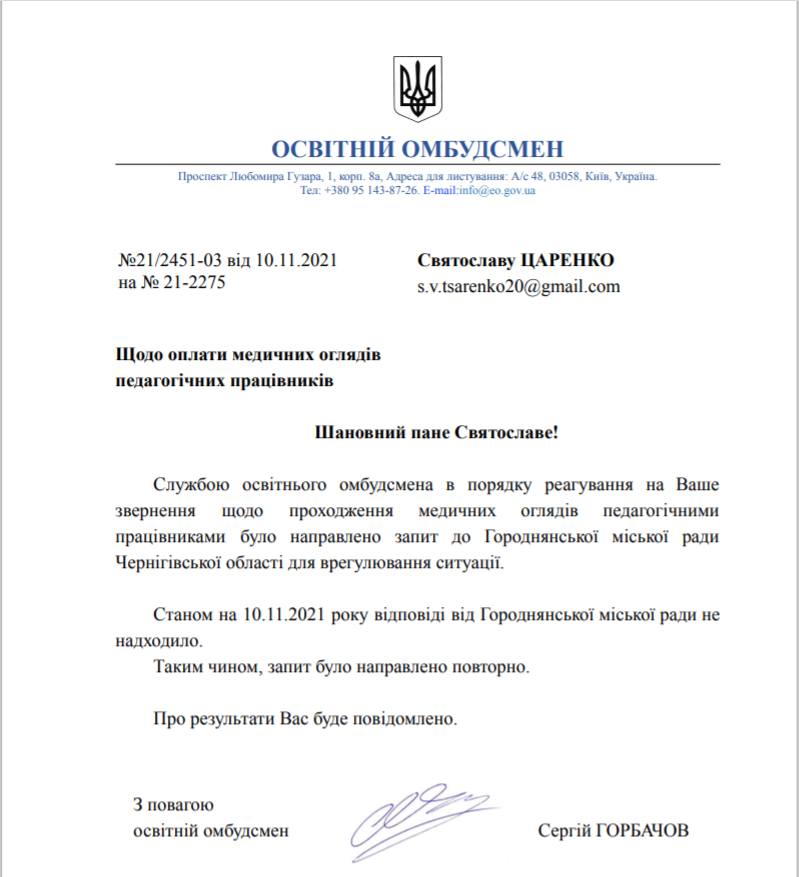 ОСВІТНІЙ ОМБУДСМЕН
Проспект Любомира Гузара, 1, корп. 8а, Адреса для листування: А/с 48, 03058, Київ, Україна.
Тел: +380 95 143-87-26. E-mail:info@eo.gov.ua
№21/2451-03 від 10.11.2021
на № 21-2275
Святославу ЦАРЕНКО
s.v.tsarenko20@gmail.com
Щодо оплати медичних оглядів
педагогічних працівників
Шановний пане Святославе!
Службою освітнього омбудсмена в порядку реагування на Ваше
звернення щодо проходження медичних оглядів педагогічними
працівниками було направлено запит до Городнянської міської ради
Чернігівської області для врегулювання ситуації.
Станом на 10.11.2021 року відповіді від Городнянської міської ради не
надходило.
Таким чином, запит було направлено повторно.
Про результати Вас буде повідомлено.
З повагою
освітній омбудсмен
Сергій ГОРБАЧОВ